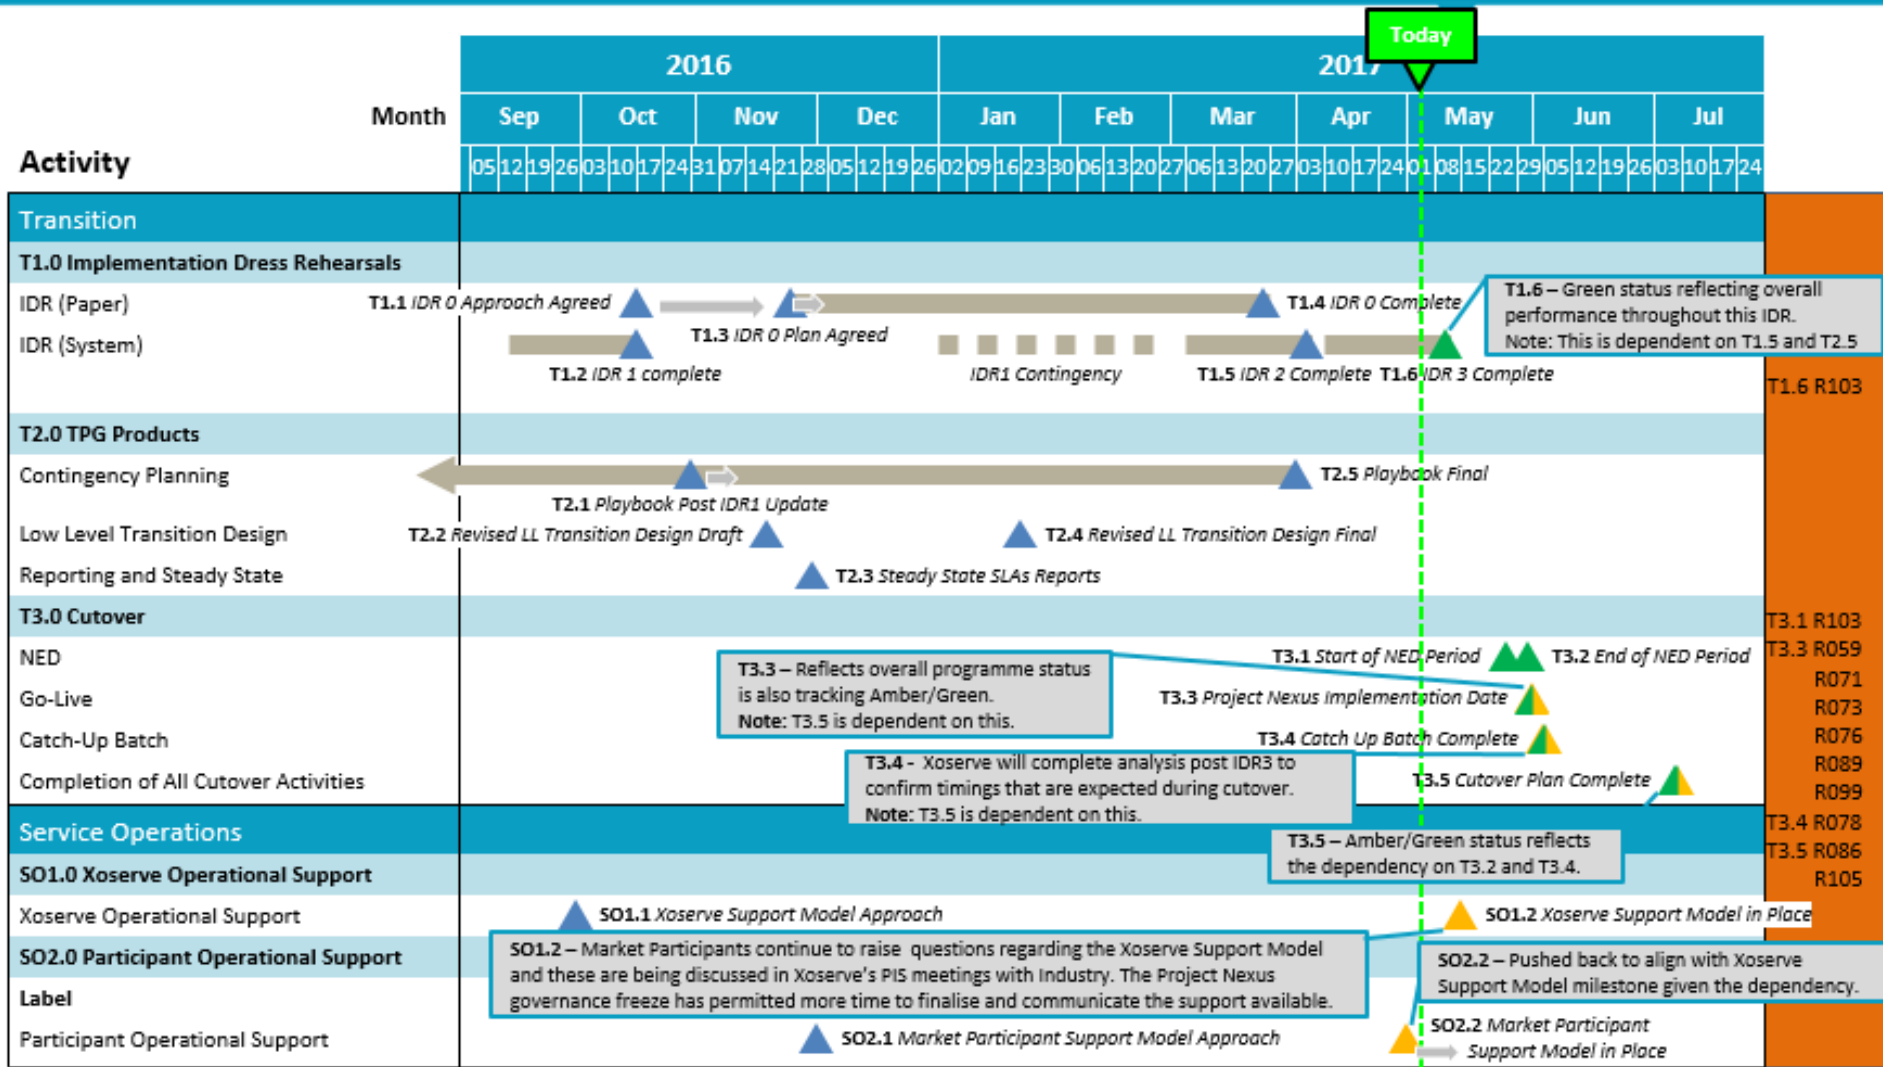 Today
2016 2017
Month Sep Oct Nov Dec Jan Feb Mar Apr May Jun Jul
Activity
05 12 19 26 03 10 17 24 31 07 14 21 28 05 12 19 26 02 09 16 23 30 06 13 20 27 06 13 20 27 03 10 17 24 01 08 15 22 29 05 12 19 26 03 10 17 24
Transition
T1.0 Implementation Dress Rehearsals
IDR (Paper)
T1.1 IDR 0 Approach Agreed
T1.3 IDR 0 Plan Agreed
T1.4 IDR 0 Complete
T1.6 – Green status reflecting overall
performance throughout this IDR.
Note: This is dependent on T1.5 and T2.5
IDR (System)
T1.2 IDR 1 complete
IDR1 Contingency
T1.5 IDR 2 Complete
T1.6 IDR 3 Complete
T1.6 R103
T2.0 TPG Products
Contingency Planning
T2.1 Playbook Post IDR1 Update
T2.5 Playbook Final
Low Level Transition Design
T2.2 Revised LL Transition Design Draft
T2.4 Revised LL Transition Design Final
Reporting and Steady State
T2.3 Steady State SLAs Reports
T3.0 Cutover
NED
T3.1 Start of NED Period
T3.2 End of NED Period
T3.3 – Reflects overall programme status
is also tracking Amber/Green.
Note: T3.5 is dependent on this.
Go-Live
T3.3 Project Nexus Implementation Date
Catch-Up Batch
T3.4 Catch Up Batch Complete
T3.4 - Xoserve will complete analysis post IDR3 to
confirm timings that are expected during cutover.
Note: T3.5 is dependent on this.
Completion of All Cutover Activities
T3.5 Cutover Plan Complete
T3.1 R103
T3.3 R059
R071
R073
R076
R089
R099
T3.4 R078
T3.5 R086
R105
Service Operations
T3.5 – Amber/Green status reflects
the dependency on T3.2 and T3.4.
SO1.0 Xoserve Operational Support
Xoserve Operational Support
SO1.1 Xoserve Support Model Approach
SO1.2 Xoserve Support Model in Place
SO1.2 – Market Participants continue to raise questions regarding the Xoserve Support Model
and these are being discussed in Xoserve's PIS meetings with Industry. The Project Nexus
governance freeze has permitted more time to finalise and communicate the support available.
SO2.0 Participant Operational Support
SO2.2 – Pushed back to align with Xoserve
Support Model milestone given the dependency.
Label
Participant Operational Support
SO2.1 Market Participant Support Model Approach
SO2.2 Market Participant
Support Model in Place